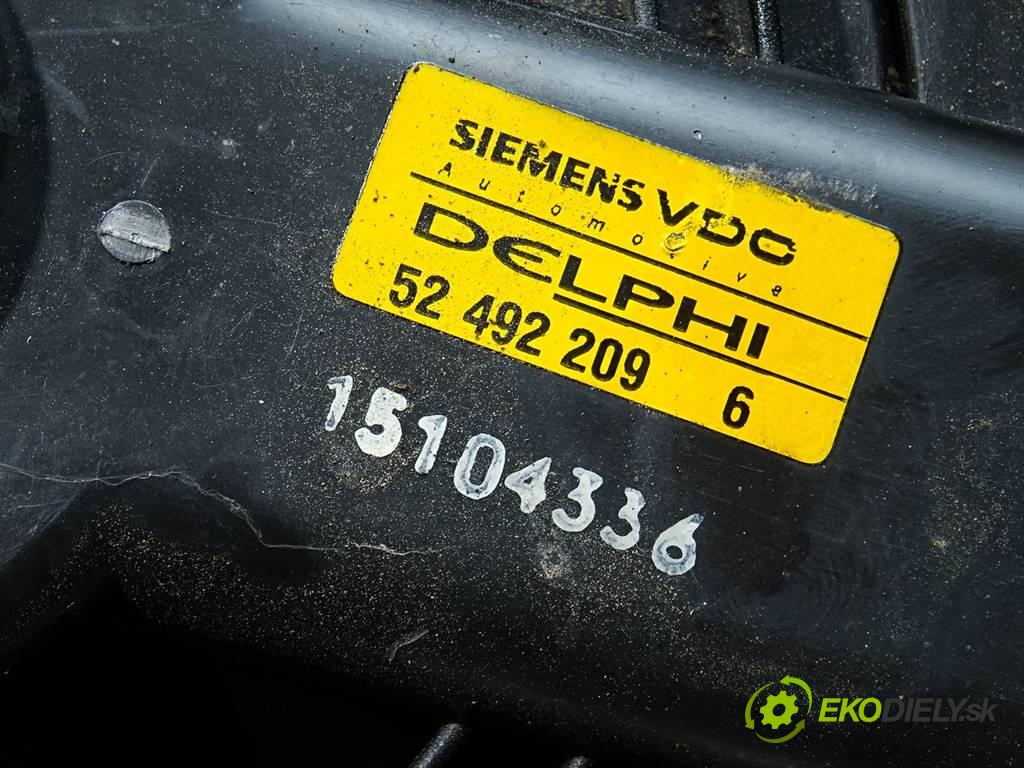 SIEMENS VDO
Automotive
DELPHI
52 492 209 6
15104336
EKODIELY.sk